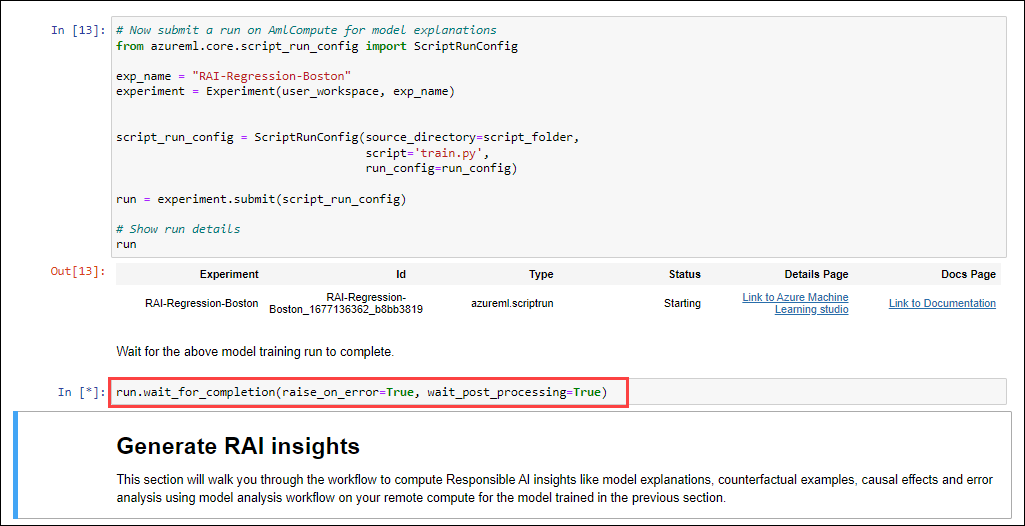 In [13]: # Now submit a run on AmlCompute for model explanations
from azureml.core.script_run_config import ScriptRunConfig
exp_name = "RAI-Regression-Boston"
experiment = Experiment(user_workspace, exp_name)
script_run_config = ScriptRunConfig(source_directory=script_folder,
script='train.py',
run_config=run_config)
run = experiment.submit(script_run_config)
# Show run details
run
Out[13]: Experiment Id Type Status Details Page Docs Page
RAI-Regression-Boston RAI-Regression-Boston_1677136362_b8bb3819 azureml.scriptrun Starting Link to Azure Machine Learning studio Link to Documentation
Wait for the above model training run to complete.
In [*]: run.wait_for_completion(raise_on_error=True, wait_post_processing=True)
Generate RAI insights
This section will walk you through the workflow to compute Responsible AI insights like model explanations, counterfactual examples, causal effects and error
analysis using model analysis workflow on your remote compute for the model trained in the previous section.